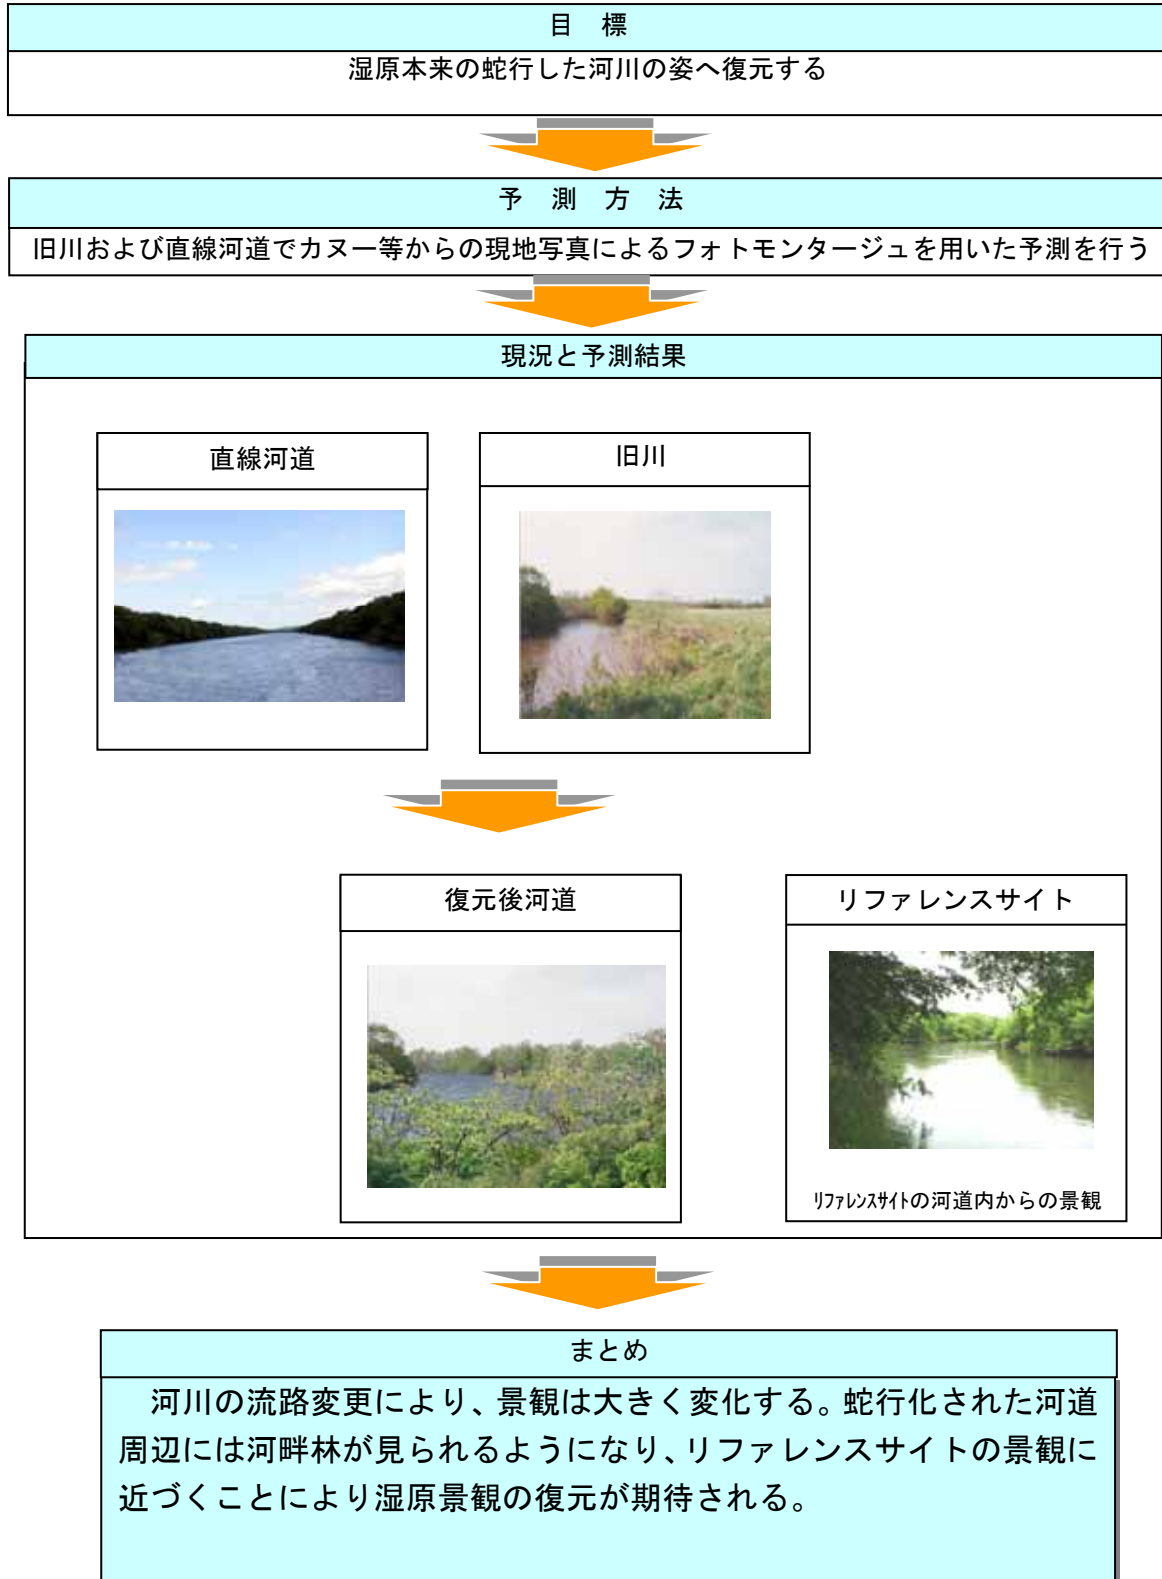 目　標
湿原本来の蛇行した河川の姿へ復元する
予　測　方　法
旧川および直線河道でカヌー等からの現地写真によるフォトモンタージュを用いた予測を行う
現況と予測結果
直線河道
旧川
復元後河道
リファレンスサイト
ﾘﾌｧﾚﾝｽｻｲﾄの河道内からの景観
まとめ
　河川の流路変更により、景観は大きく変化する。蛇行化された河道
周辺には河畔林が見られるようになり、リファレンスサイトの景観に
近づくことにより湿原景観の復元が期待される。